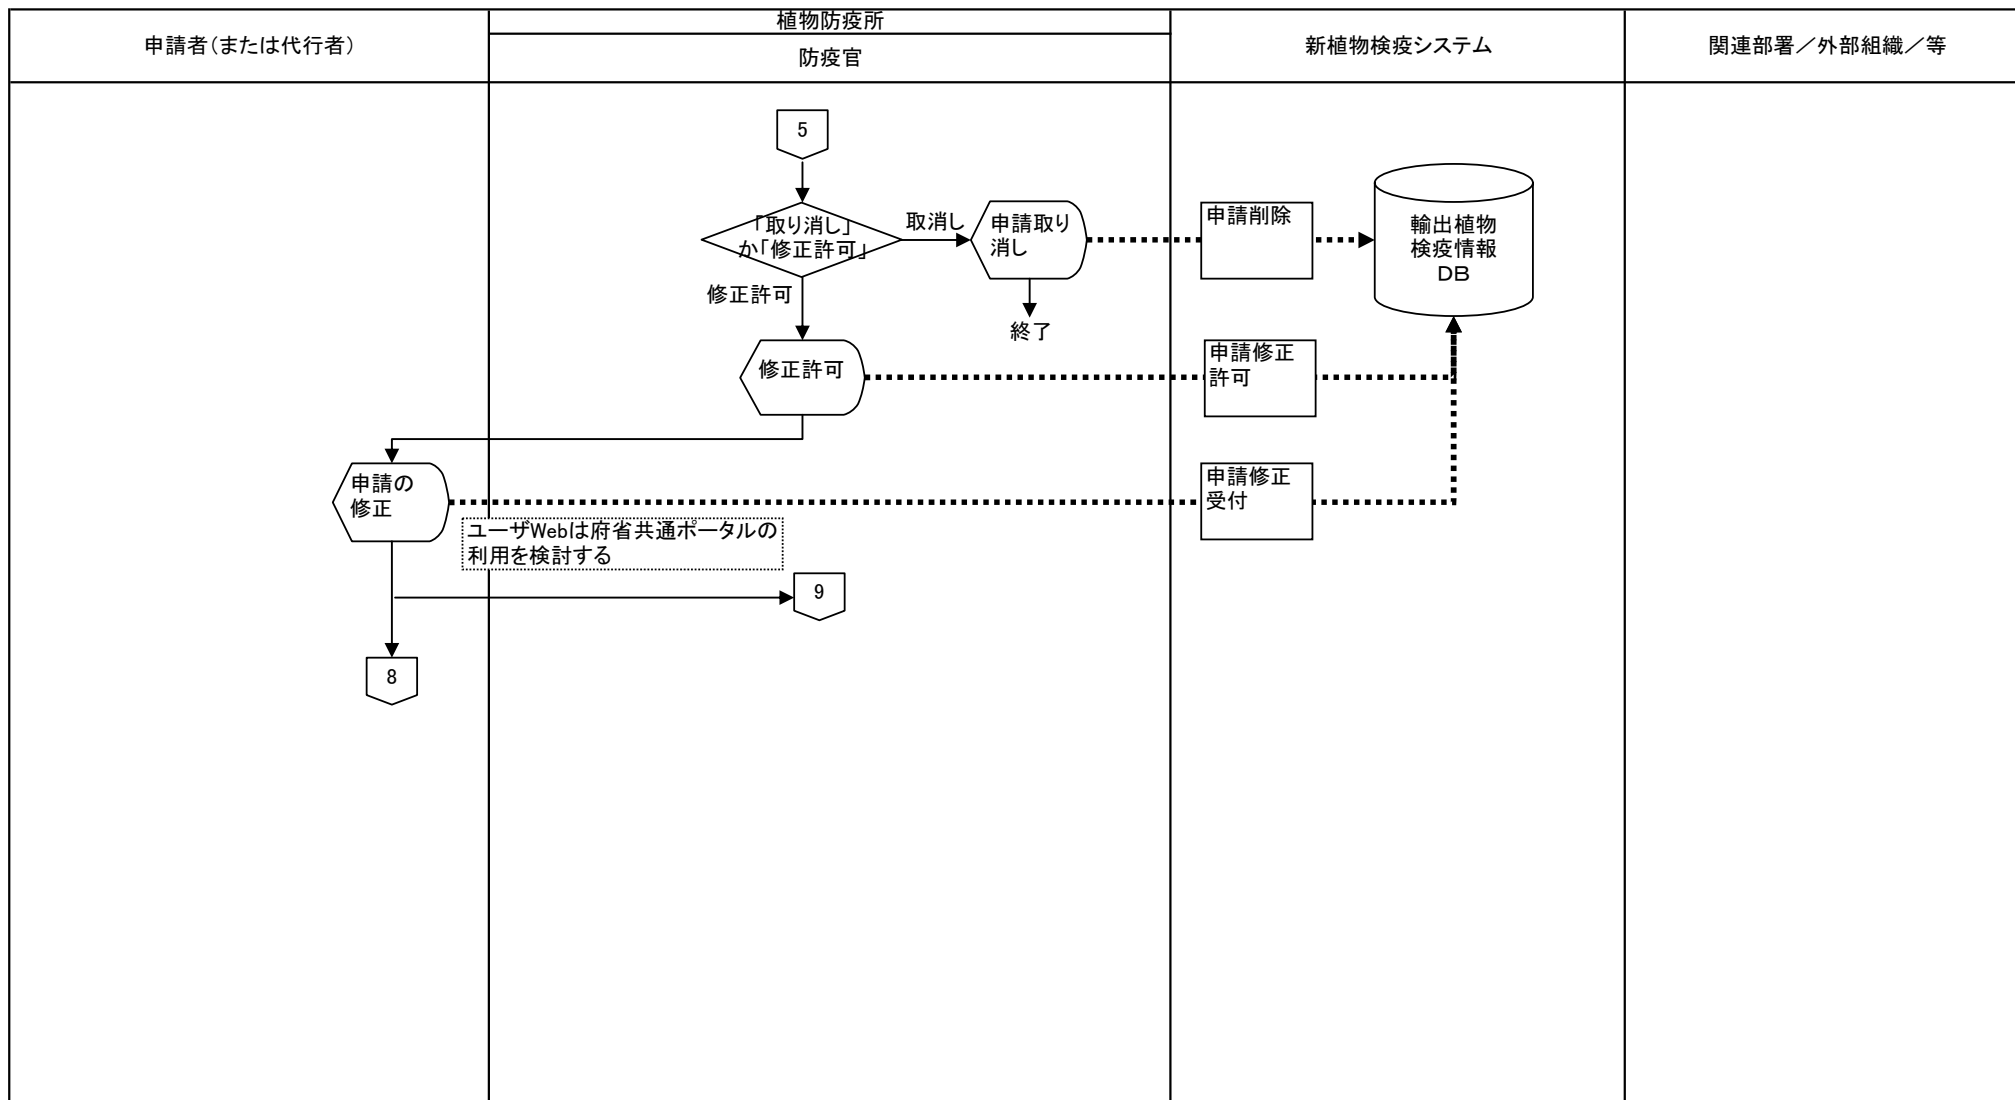 植物防疫所
申請者(または代行者)
防疫官
新植物検疫システム
関連部署／外部組織／等
5
「取り消し」
か「修正許可」
取消し
申請取り
消し
申請削除
輸出植物
検疫情報
DB
修正許可
終了
修正許可
申請修正
許可
申請の
修正
申請修正
受付
ユーザWebは府省共通ポータルの
利用を検討する
9
8